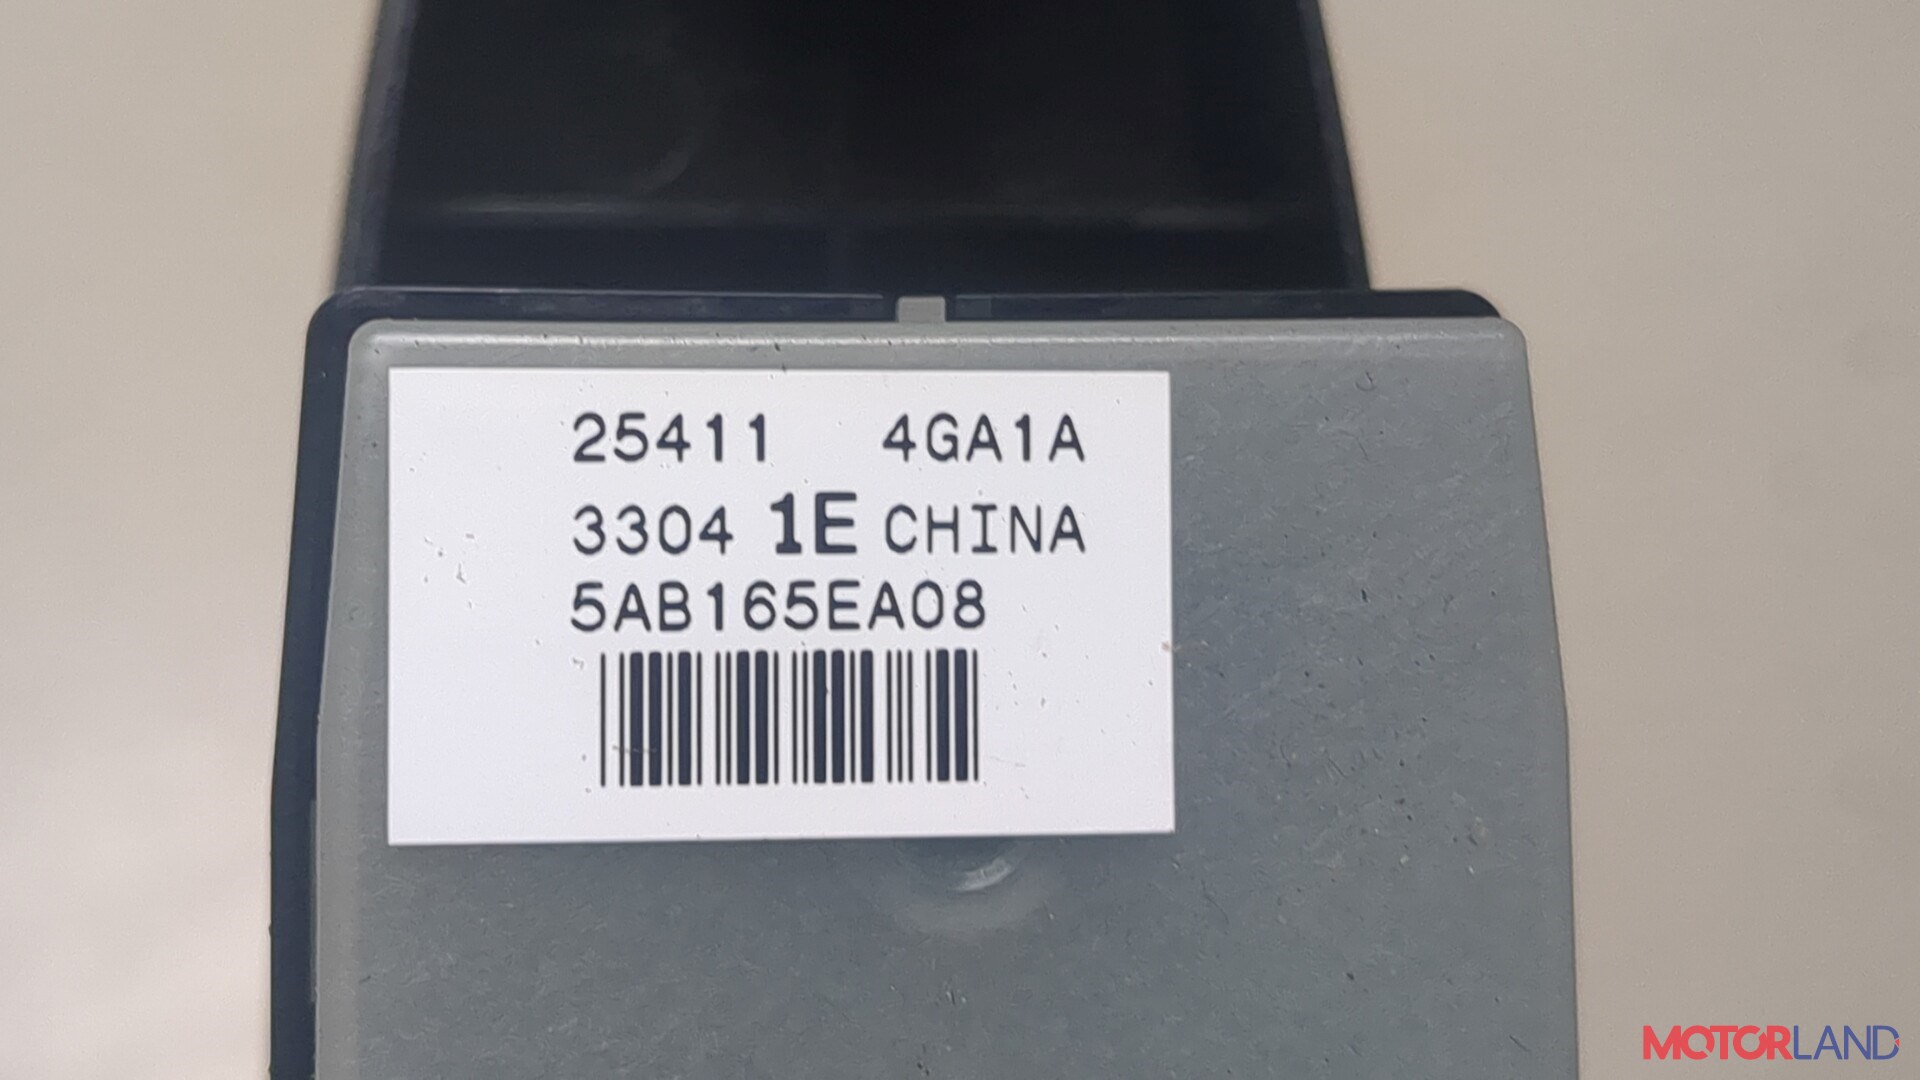 25411 4GA1A
3304 1E CHINA
5AB165EA08
MOTORLAND